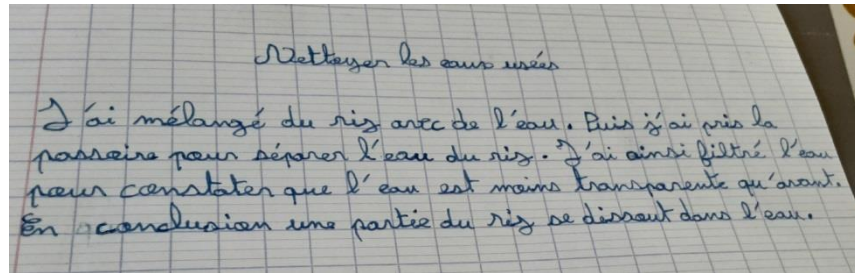 Nettoyer les eaux usées
J'ai mélangé du riz avec de l'eau. Puis j'ai pris la
passoire pour séparer l'eau du riz. J'ai ainsi filtré l'eau
pour constater que l'eau est moins transparente qu'avant.
En conclusion une partie du riz se dissout dans l'eau.